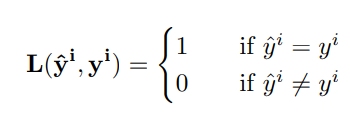 L(ŷⁱ, yⁱ) = { 1 if ŷⁱ = yⁱ
0 if ŷⁱ ≠ yⁱ